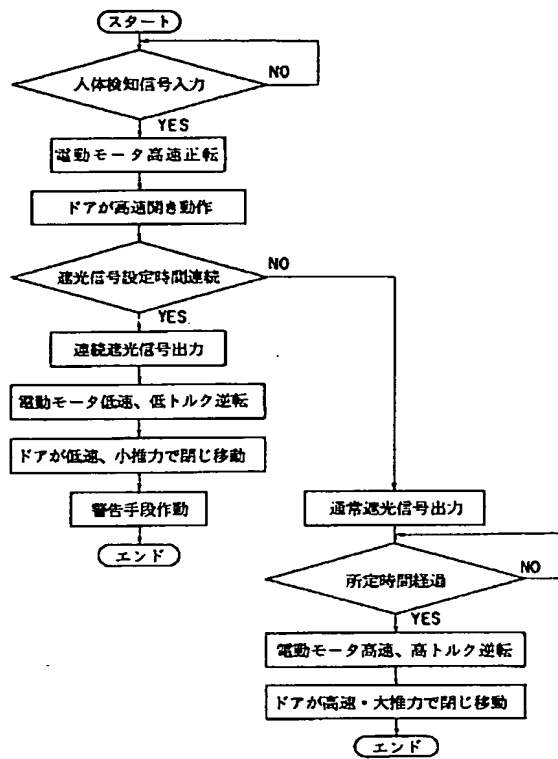 スタート
人体検知信号入力
NO
YES
電動モータ高速正転
ドアが高速開き動作
遮光信号設定時間連続
NO
YES
連続遮光信号出力
電動モータ低速、低トルク逆転
ドアが低速、小推力で閉じ移動
警告手段作動
エンド
通常遮光信号出力
所定時間経過
NO
YES
電動モータ高速、高トルク逆転
ドアが高速・大推力で閉じ移動
エンド